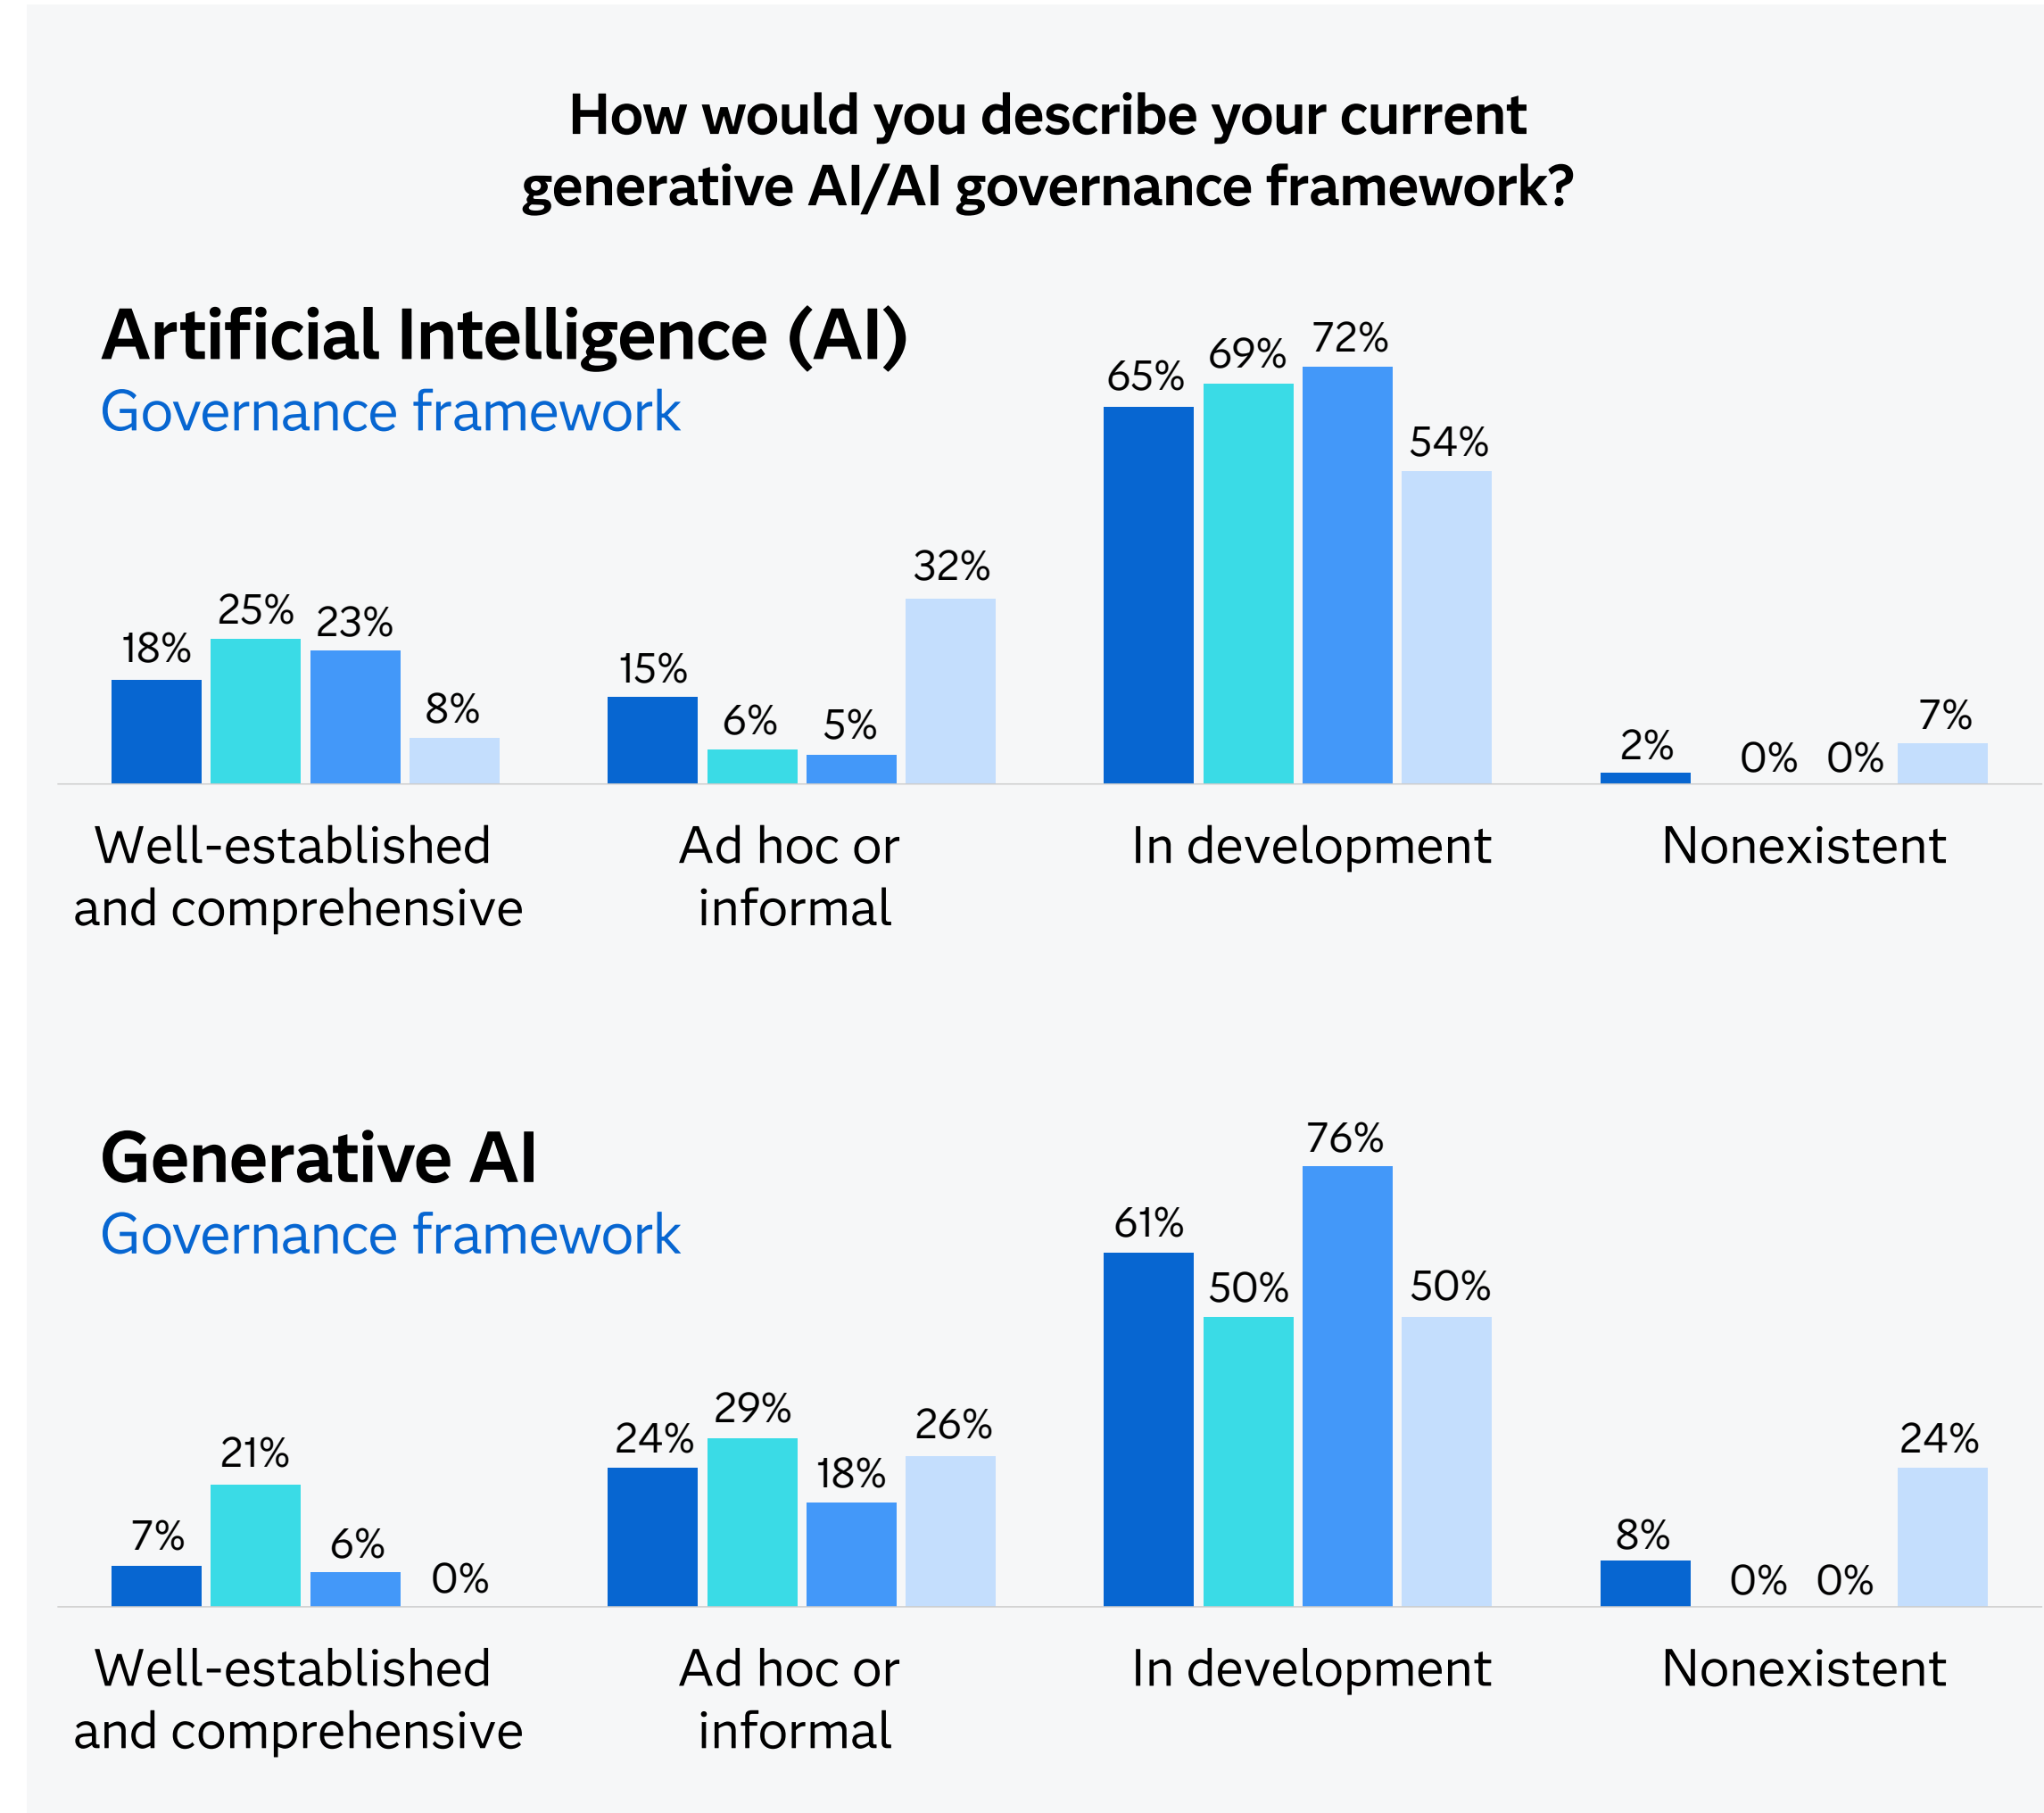 How would you describe your current
generative AI/AI governance framework?
Artificial Intelligence (AI)
Governance framework
18%
25%
23%
8%
15%
6%
5%
32%
65%
69%
72%
54%
2%
0%
0%
7%
Well-established
and comprehensive
Ad hoc or
informal
In development
Nonexistent
Generative AI
Governance framework
7%
21%
6%
0%
24%
29%
18%
26%
61%
50%
76%
50%
8%
0%
0%
24%
Well-established
and comprehensive
Ad hoc or
informal
In development
Nonexistent